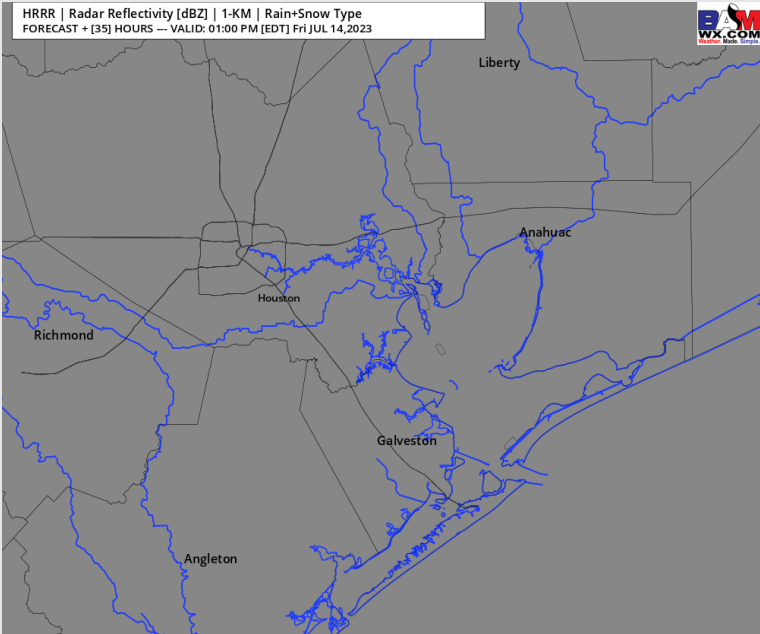 HRRR | Radar Reflectivity [dBZ] | 1-KM | Rain+Snow Type
FORECAST + [35] HOURS --- VALID: 01:00 PM [EDT] Fri JUL 14,2023
BAM
WX.COM
Weather. Made. Simple.
Liberty
Anahuac
Houston
Richmond
Galveston
Angleton